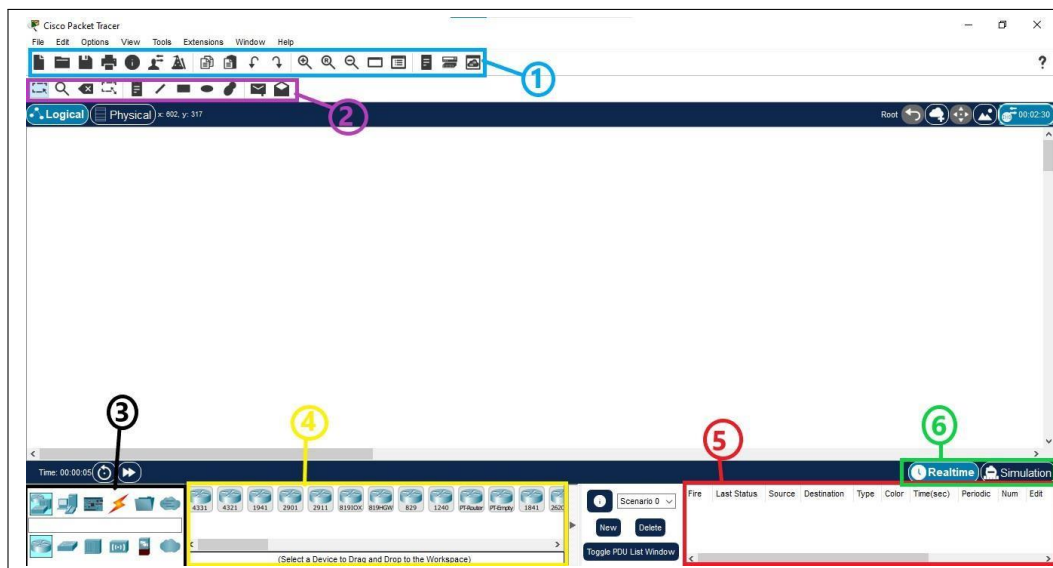 Cisco Packet Tracer
File Edit Options View Tools Extensions Window Help
?
1
2
Logical Physical x: 802, y: 317 Root 00:02:30
3
4
5
6
Time: 00:00:05 Realtime Simulation
4331 4321 1941 2901 2911 819IOX 819HGW 829 1240 PT-Router PT-Empty 1841 2620
Scenario 0
Fire Last Status Source Destination Type Color Time(sec) Periodic Num Edit
New Delete
Toggle PDU List Window
(Select a Device to Drag and Drop to the Workspace)